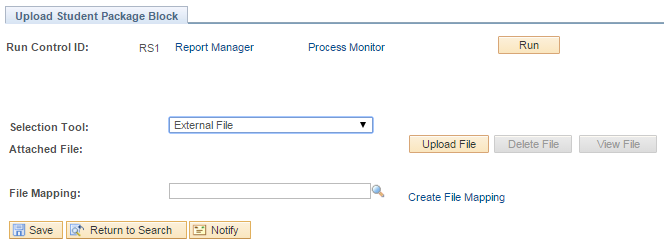 Upload Student Package Block
Run Control ID: RS1 Report Manager Process Monitor Run
Selection Tool: External File
Attached File: Upload File Delete File View File
File Mapping: Create File Mapping
Save Return to Search Notify